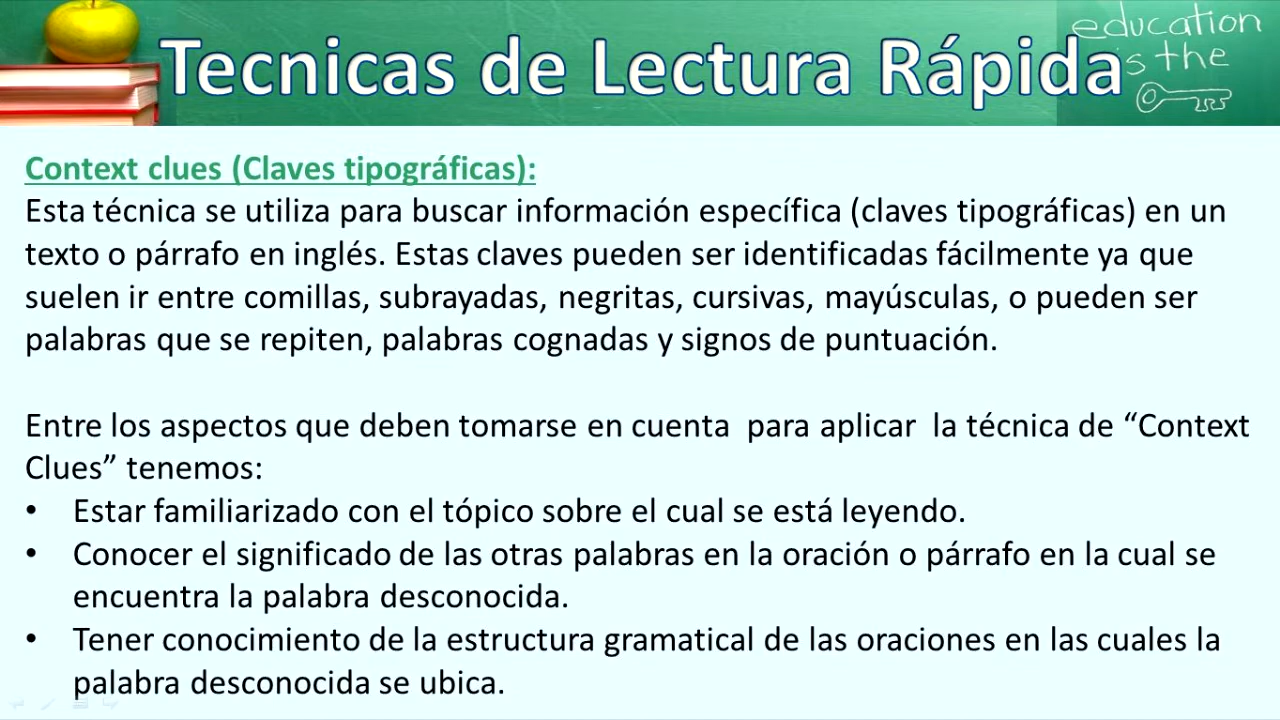 Tecnicas de Lectura Rápida
education
is the
Context clues (Claves tipográficas):
Esta técnica se utiliza para buscar información específica (claves tipográficas) en un
texto o párrafo en inglés. Estas claves pueden ser identificadas fácilmente ya que
suelen ir entre comillas, subrayadas, negritas, cursivas, mayúsculas, o pueden ser
palabras que se repiten, palabras cognadas y signos de puntuación.
Entre los aspectos que deben tomarse en cuenta para aplicar la técnica de “Context
Clues” tenemos:
• Estar familiarizado con el tópico sobre el cual se está leyendo.
• Conocer el significado de las otras palabras en la oración o párrafo en la cual se
encuentra la palabra desconocida.
• Tener conocimiento de la estructura gramatical de las oraciones en las cuales la
palabra desconocida se ubica.